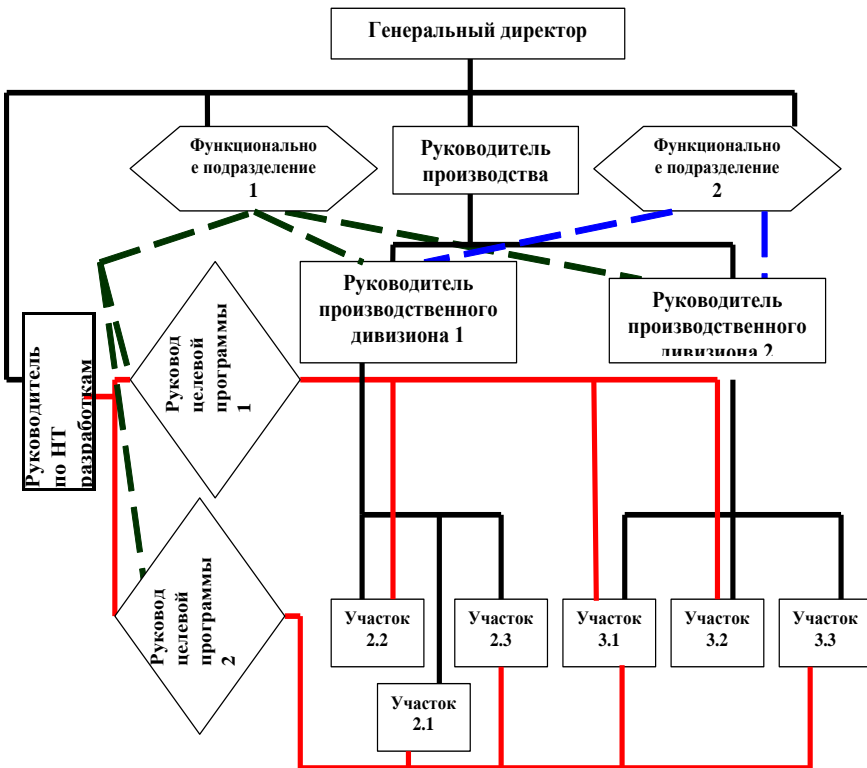 Генеральный директор
Функционально
е подразделение
1
Руководитель
производства
Функционально
е подразделение
2
Руководитель
производственного
дивизиона 1
Руководитель
производственного
дивизиона 2
Руководитель
по НТ
разработкам
Руковод
целевой
программы
1
Руковод
целевой
программы
2
Участок
2.2
Участок
2.3
Участок
3.1
Участок
3.2
Участок
3.3
Участок
2.1